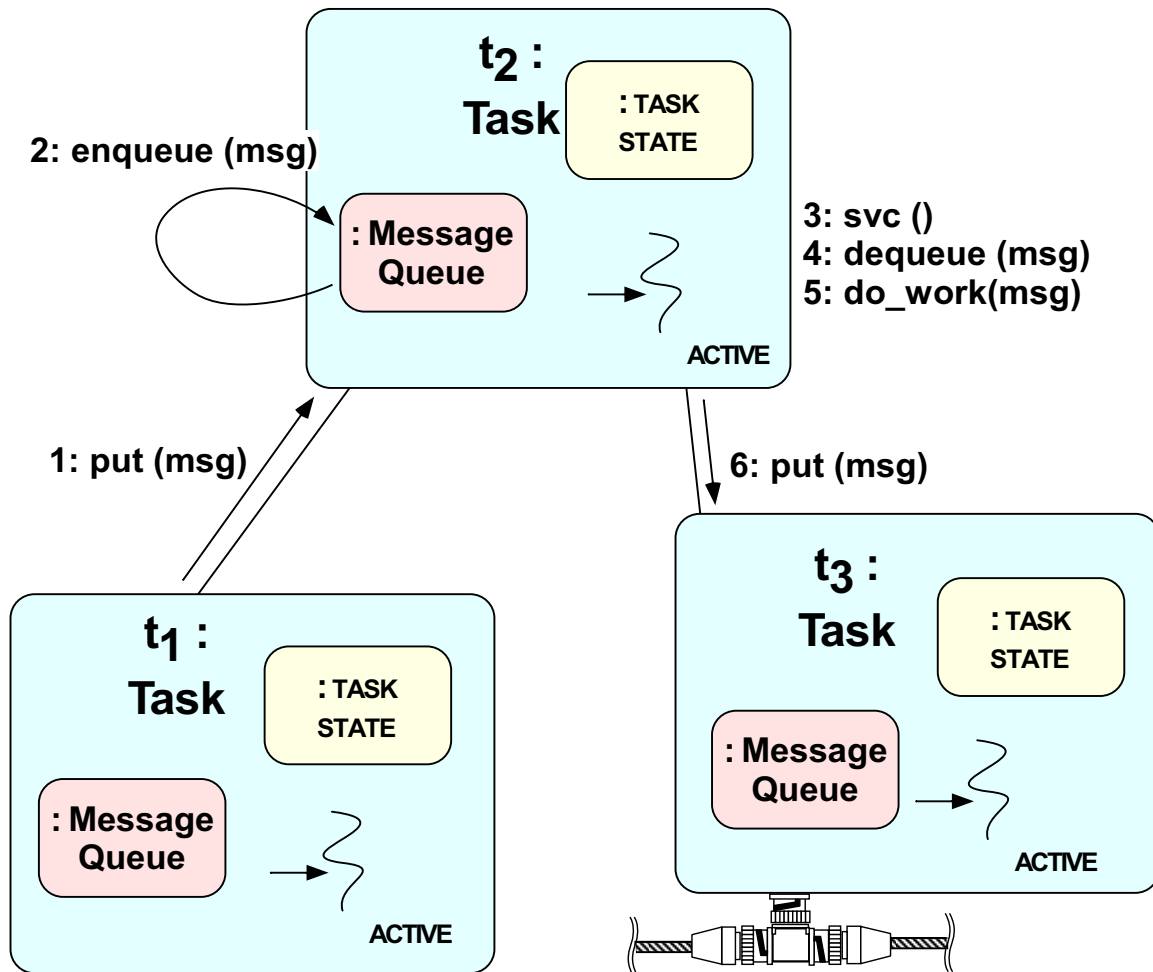 t2 :
Task
: TASK
STATE
2: enqueue (msg)
: Message
Queue
3: svc ()
4: dequeue (msg)
5: do_work(msg)
ACTIVE
1: put (msg)
6: put (msg)
t1 :
Task
: TASK
STATE
: Message
Queue
ACTIVE
t3 :
Task
: TASK
STATE
: Message
Queue
ACTIVE